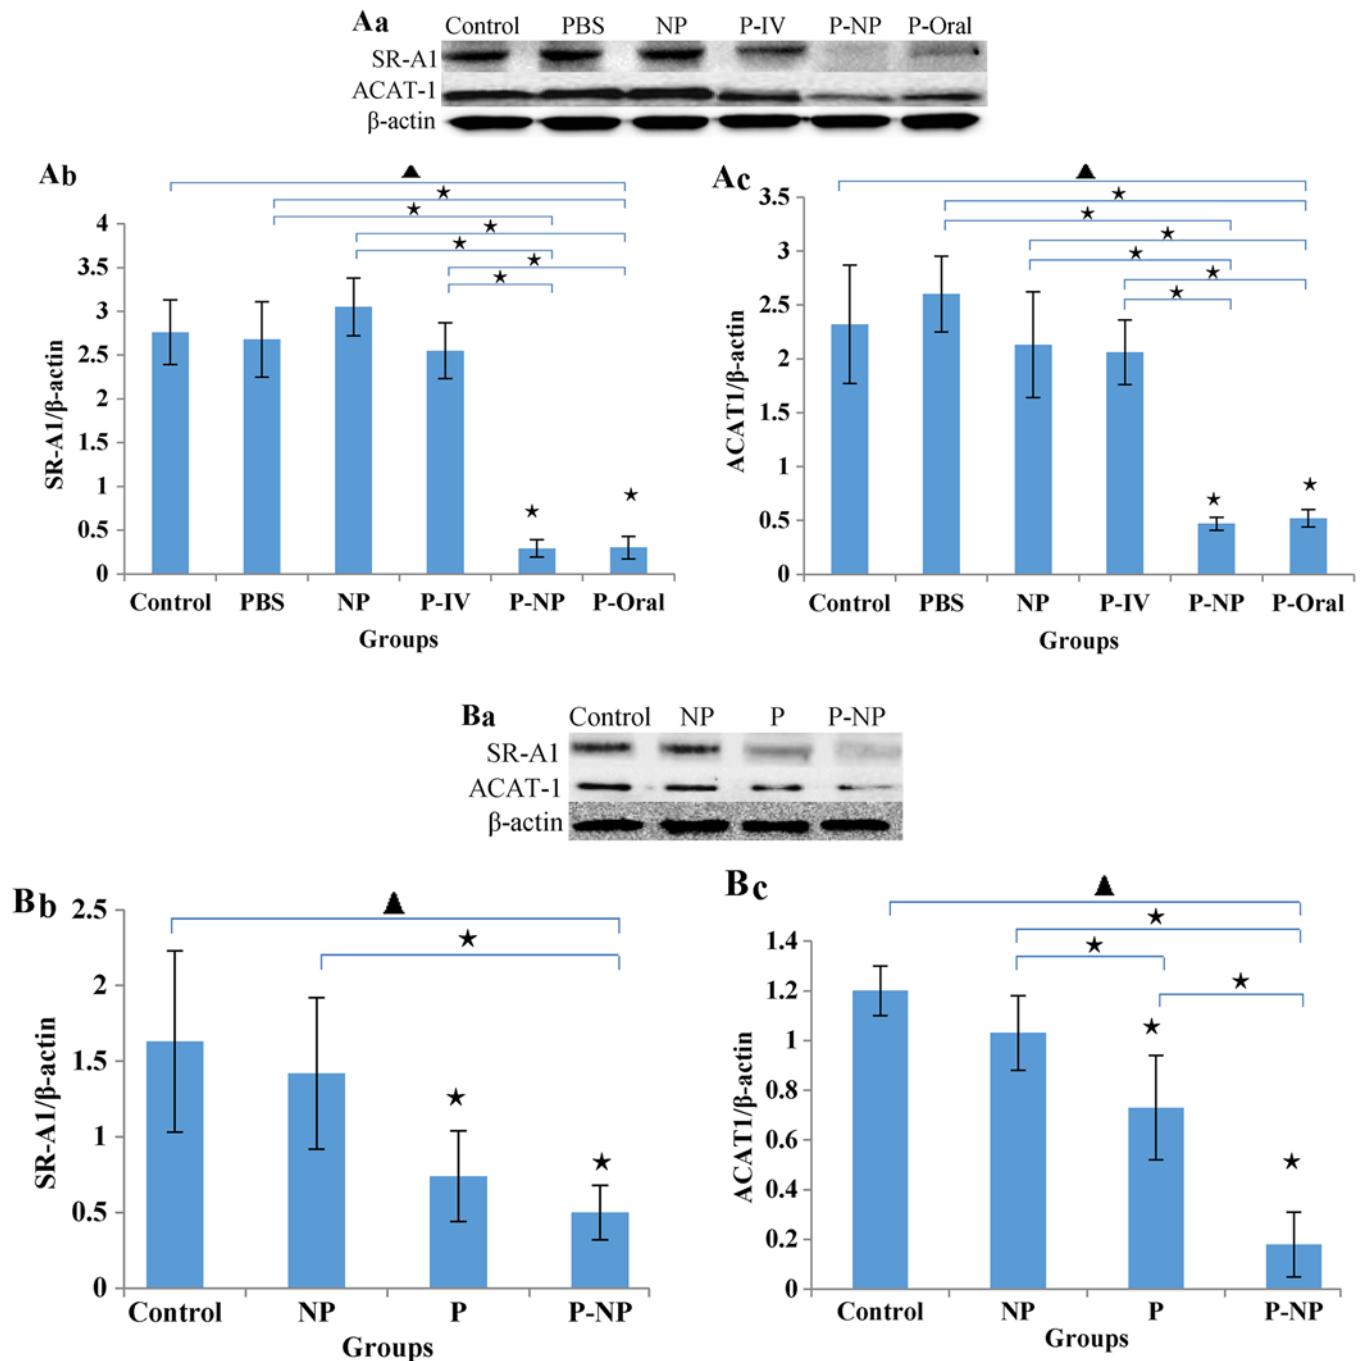 Aa Control PBS NP P-IV P-NP P-Oral
SR-A1
ACAT-1
β-actin
Ab
SR-A1/β-actin
4
3.5
3
2.5
2
1.5
1
0.5
0
Control PBS NP P-IV P-NP P-Oral
Groups
Ac
ACAT1/β-actin
3.5
3
2.5
2
1.5
1
0.5
0
Control PBS NP P-IV P-NP P-Oral
Groups
Ba Control NP P P-NP
SR-A1
ACAT-1
β-actin
Bb
SR-A1/β-actin
2.5
2
1.5
1
0.5
0
Control NP P P-NP
Groups
Bc
ACAT1/β-actin
1.4
1.2
1
0.8
0.6
0.4
0.2
0
Control NP P P-NP
Groups